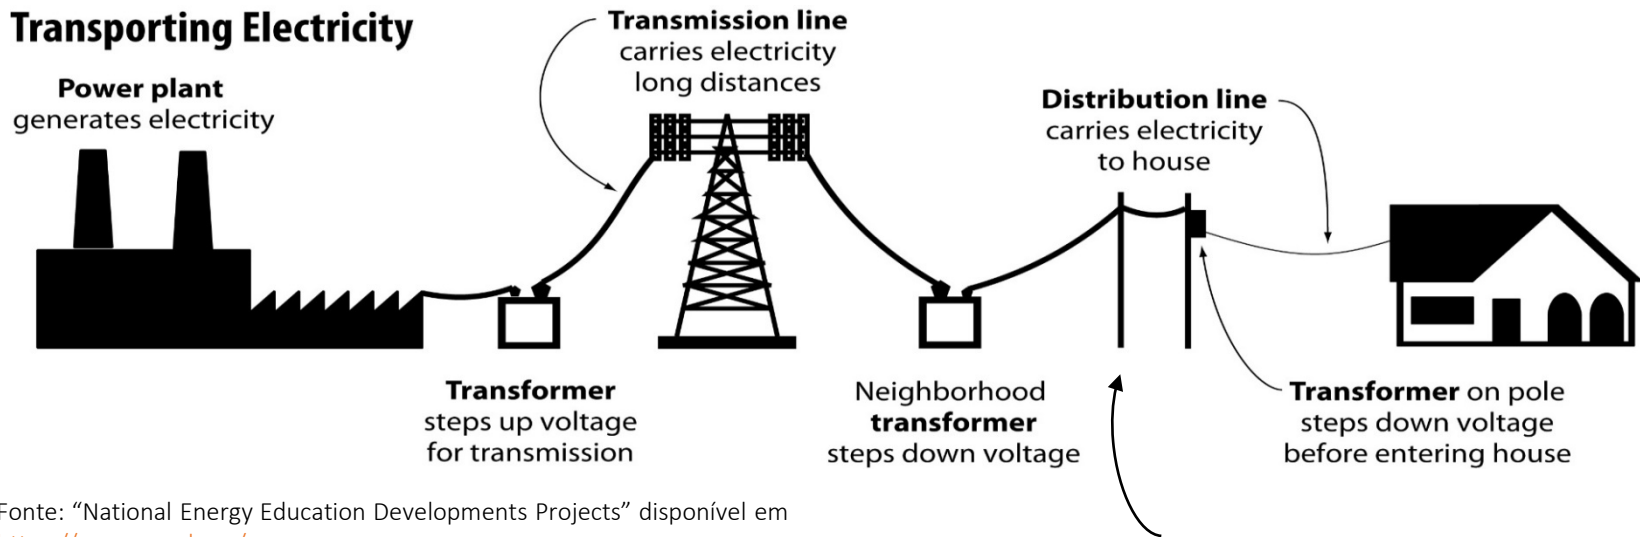 Transporting Electricity
Power plant
generates electricity
Transmission line
carries electricity
long distances
Distribution line
carries electricity
to house
Transformer
steps up voltage
for transmission
Neighborhood
transformer
steps down voltage
Transformer on pole
steps down voltage
before entering house
Fonte: “National Energy Education Developments Projects” disponível em